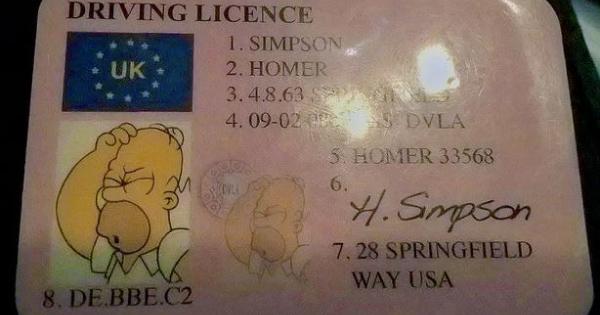 DRIVING LICENCE
UK
1. SIMPSON
2. HOMER
3. 4.8.63
4. 09-02 DVLA
5. HOMER 33568
6.
H. Simpson
DVLA
7. 28 SPRINGFIELD
WAY USA
8. DE.BBE.C2